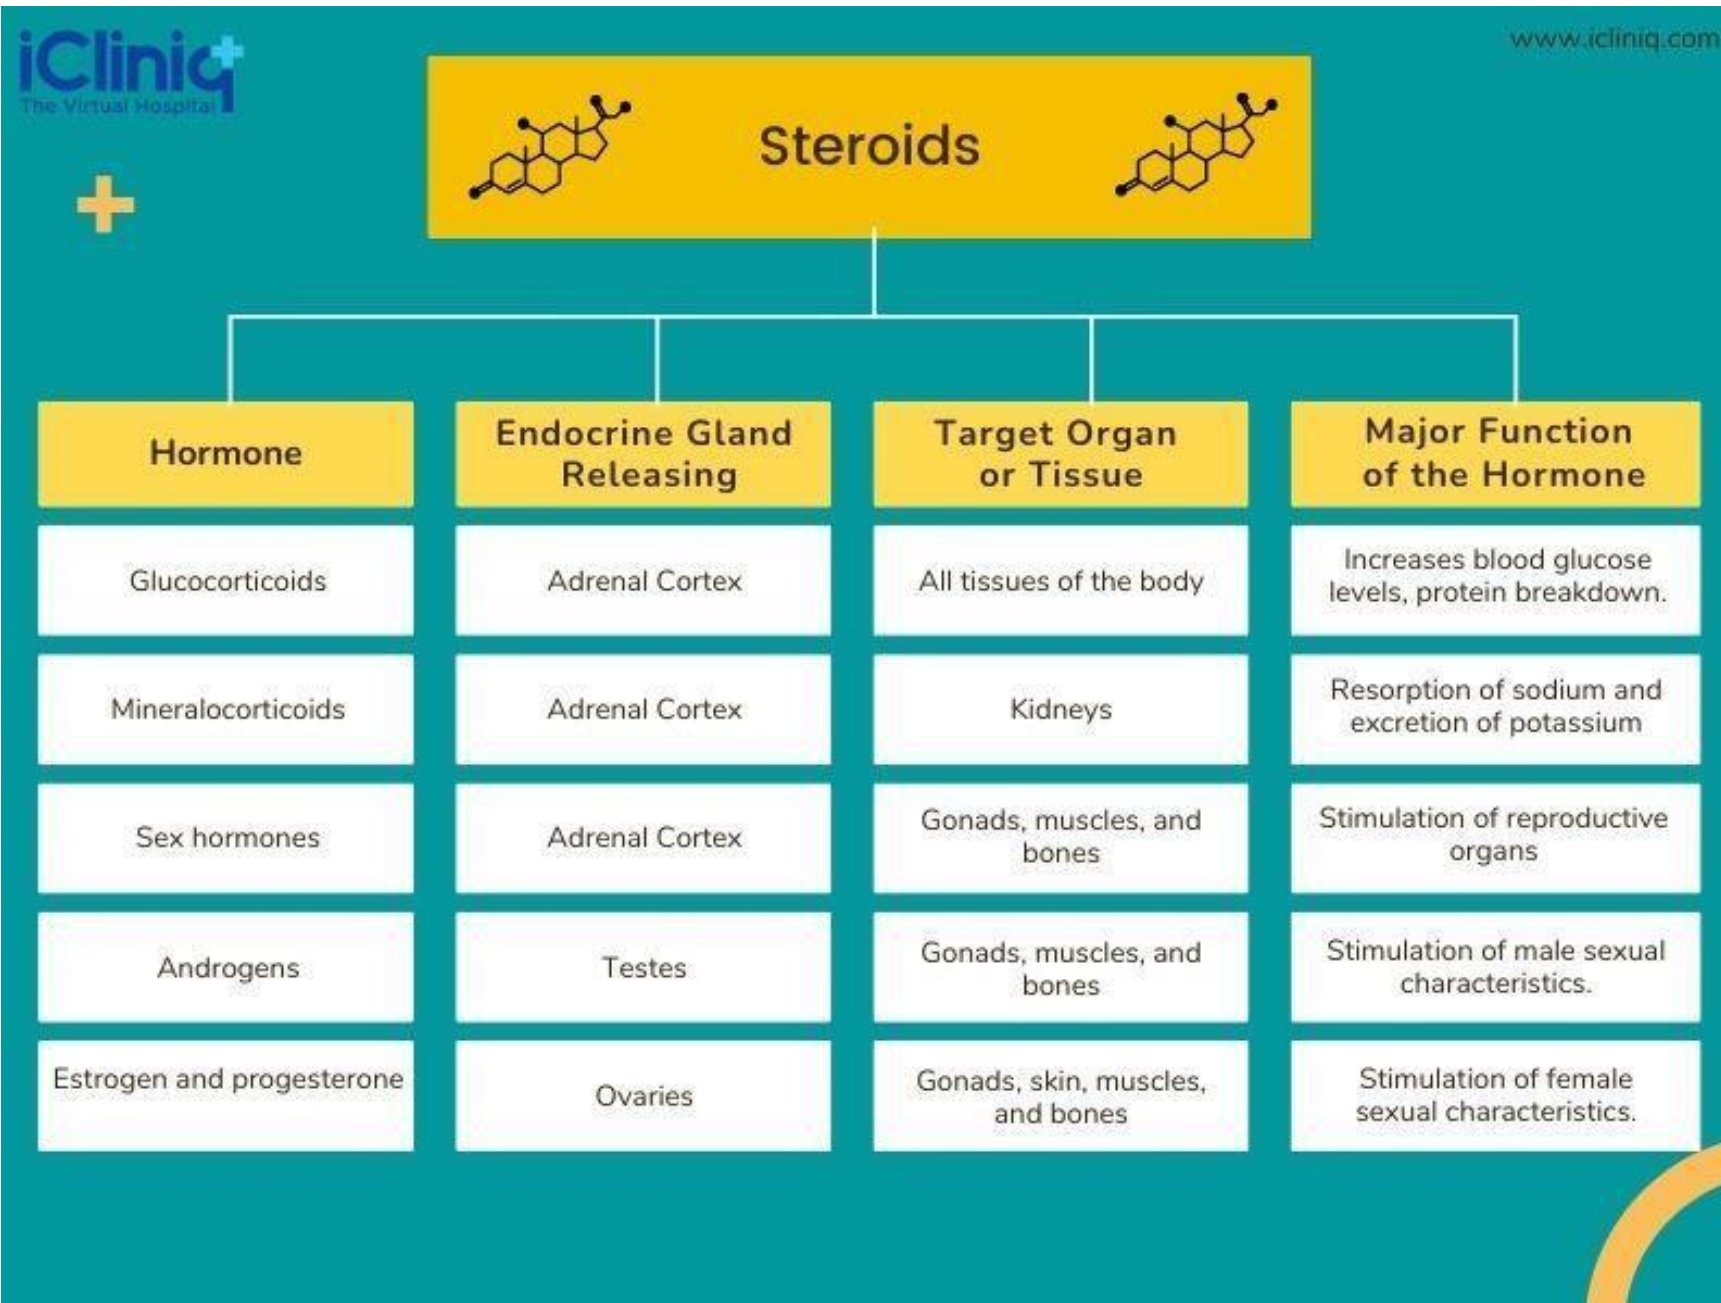 iCliniq
The Virtual Hospital
www.icliniq.com
Steroids
Hormone
Endocrine Gland
Releasing
Target Organ
or Tissue
Major Function
of the Hormone
Glucocorticoids
Adrenal Cortex
All tissues of the body
Increases blood glucose
levels, protein breakdown.
Mineralocorticoids
Adrenal Cortex
Kidneys
Resorption of sodium and
excretion of potassium
Sex hormones
Adrenal Cortex
Gonads, muscles, and
bones
Stimulation of reproductive
organs
Androgens
Testes
Gonads, muscles, and
bones
Stimulation of male sexual
characteristics.
Estrogen and progesterone
Ovaries
Gonads, skin, muscles,
and bones
Stimulation of female
sexual characteristics.